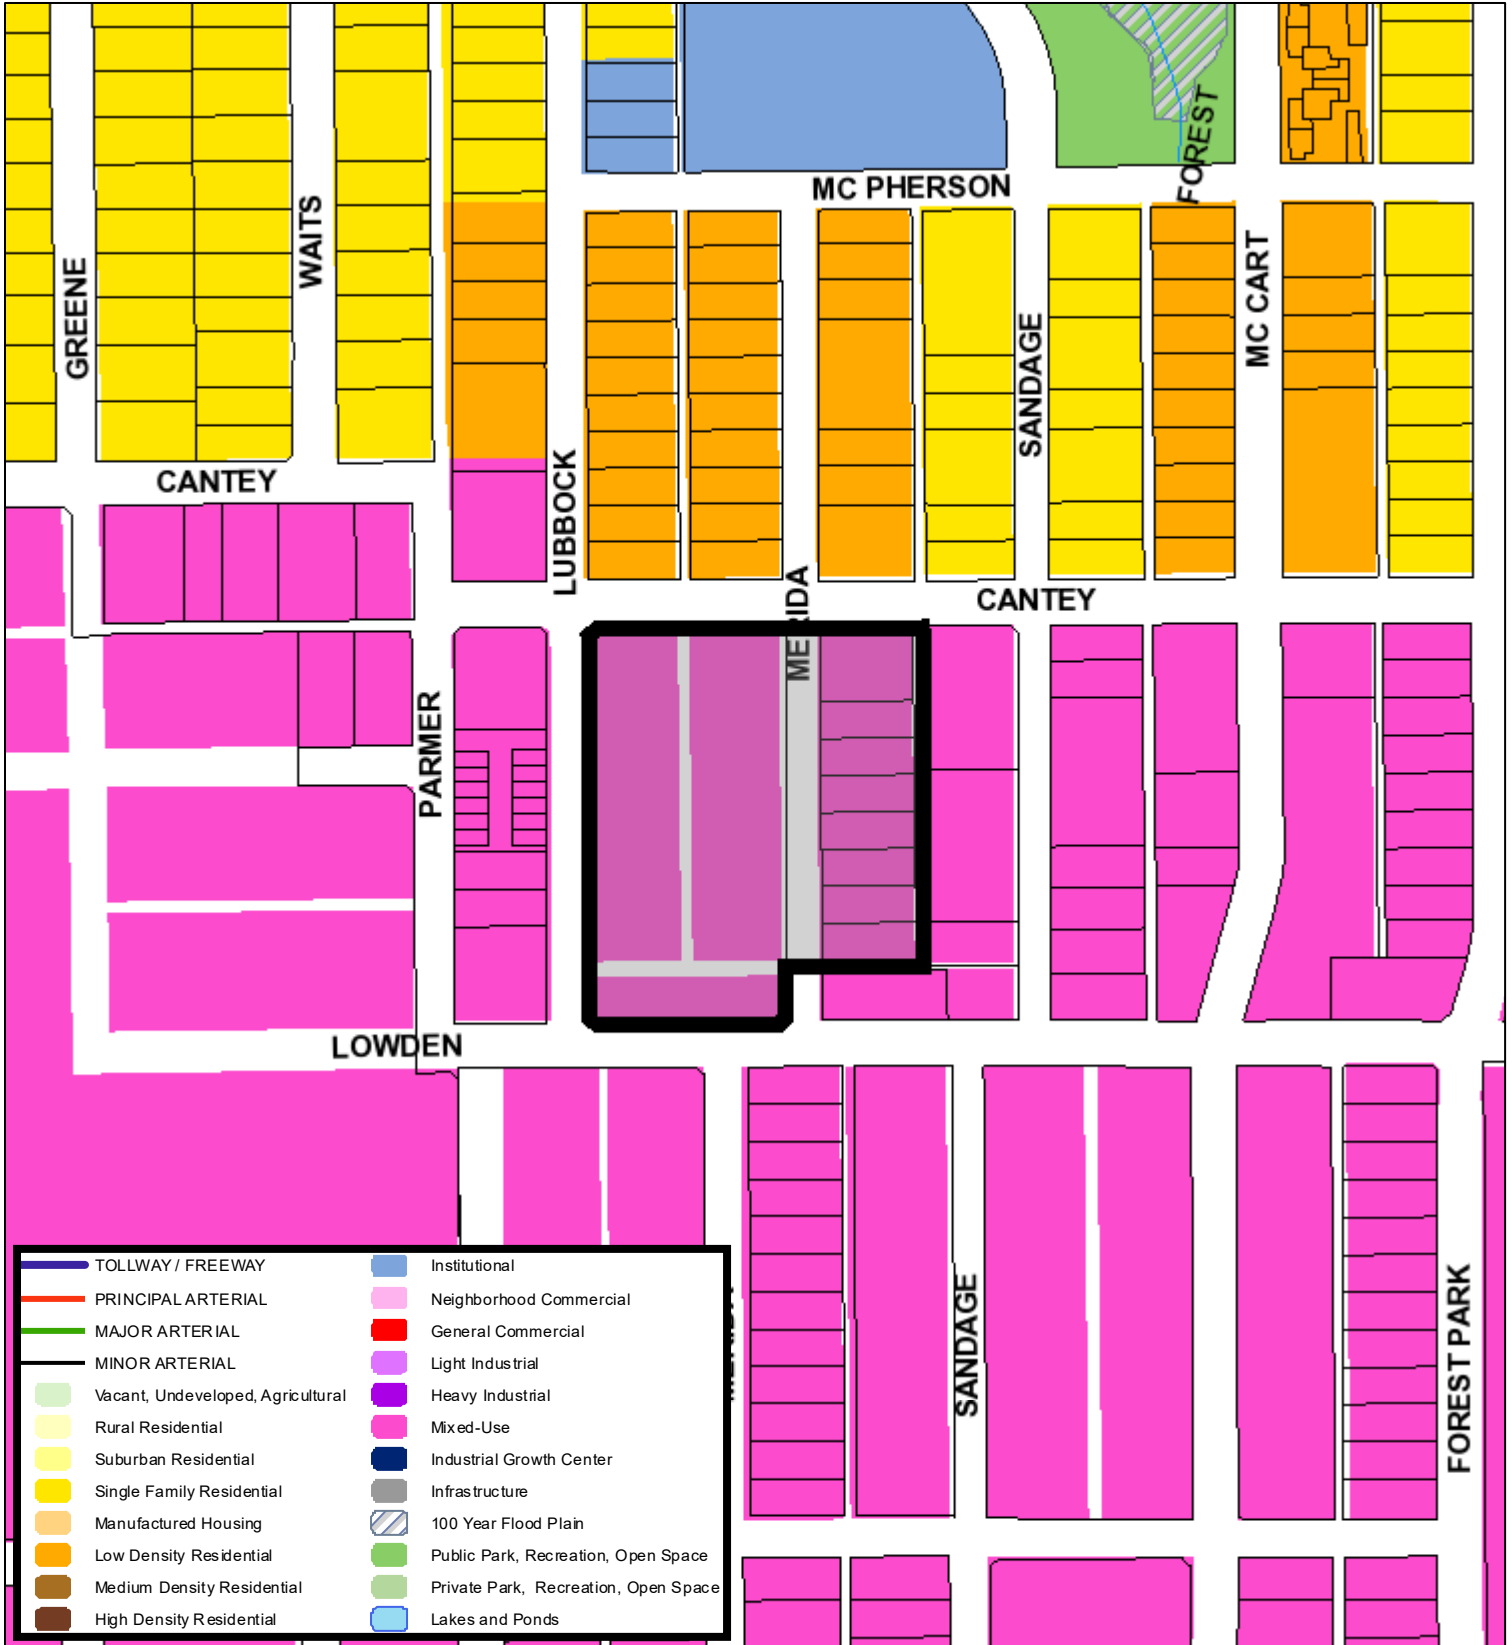 FOREST
MC PHERSON
WAITS
GREENE
MC CART
SANDAGE
CANTEY
LUBBOCK
MERIDA
CANTEY
PARMER
LOWDEN
SANDAGE
FOREST PARK
TOLLWAY / FREEWAY
PRINCIPAL ARTERIAL
MAJOR ARTERIAL
MINOR ARTERIAL
Vacant, Undeveloped, Agricultural
Rural Residential
Suburban Residential
Single Family Residential
Manufactured Housing
Low Density Residential
Medium Density Residential
High Density Residential
Institutional
Neighborhood Commercial
General Commercial
Light Industrial
Heavy Industrial
Mixed-Use
Industrial Growth Center
Infrastructure
100 Year Flood Plain
Public Park, Recreation, Open Space
Private Park, Recreation, Open Space
Lakes and Ponds